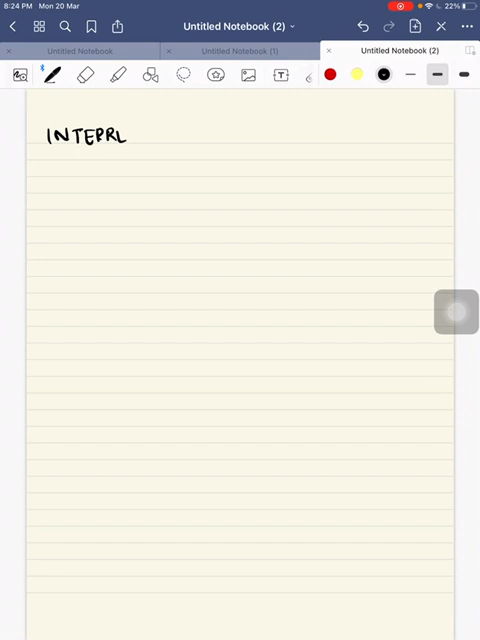 8:24 PM Mon 20 Mar 22%
Untitled Notebook (2)
Untitled Notebook Untitled Notebook (1) Untitled Notebook (2)
T
INTEPRL